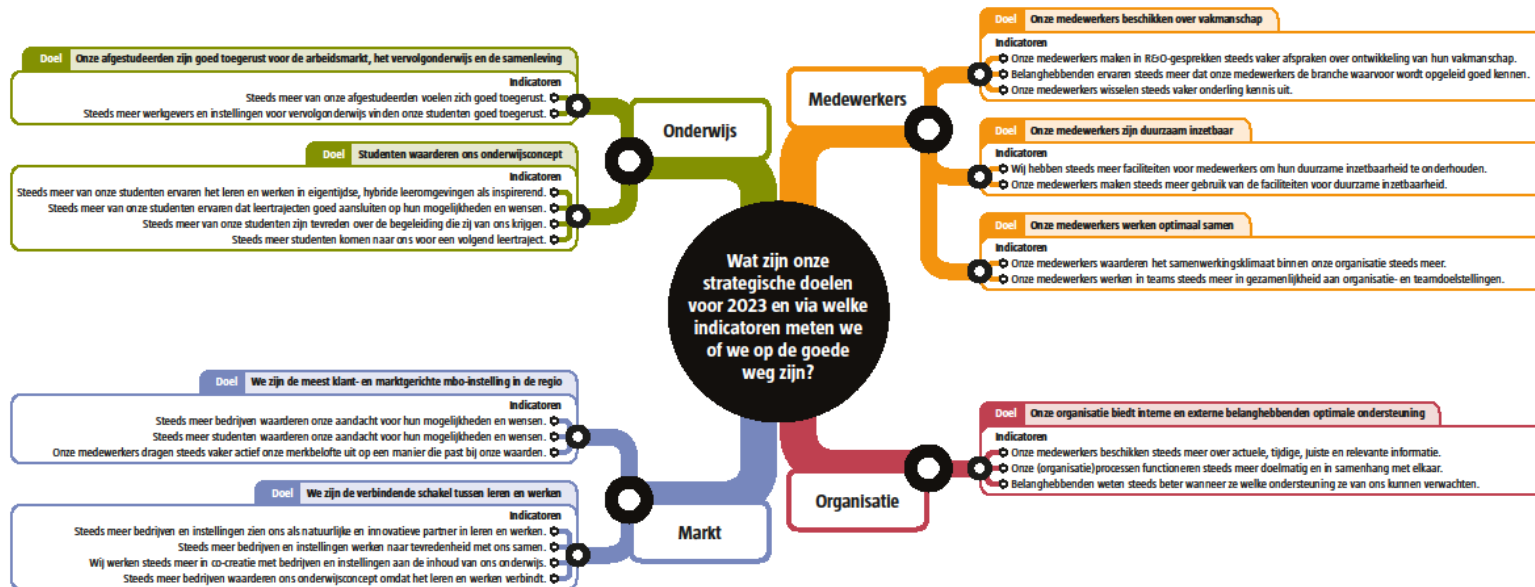 Wat zijn onze
strategische doelen
voor 2023 en via welke
indicatoren meten we
of we op de goede
weg zijn?
Onderwijs
Doel Onze afgestudeerden zijn goed toegerust voor de arbeidsmarkt, het vervolgonderwijs en de samenleving
Indicatoren
Steeds meer van onze afgestudeerden voelen zich goed toegerust.
Steeds meer werkgevers en instellingen voor vervolgonderwijs vinden onze studenten goed toegerust.
Doel Studenten waarderen ons onderwijsconcept
Indicatoren
Steeds meer van onze studenten ervaren het leren en werken in eigentijdse, hybride leeromgevingen als inspirerend.
Steeds meer van onze studenten ervaren dat leertrajecten goed aansluiten op hun mogelijkheden en wensen.
Steeds meer van onze studenten zijn tevreden over de begeleiding die zij van ons krijgen.
Steeds meer studenten komen naar ons voor een volgend leertraject.
Medewerkers
Doel Onze medewerkers beschikken over vakmanschap
Indicatoren
Onze medewerkers maken in R&O-gesprekken steeds vaker afspraken over ontwikkeling van hun vakmanschap.
Belanghebbenden ervaren steeds meer dat onze medewerkers de branche waarvoor wordt opgeleid goed kennen.
Onze medewerkers wisselen steeds vaker onderling kennis uit.
Doel Onze medewerkers zijn duurzaam inzetbaar
Indicatoren
Wij hebben steeds meer faciliteiten voor medewerkers om hun duurzame inzetbaarheid te onderhouden.
Onze medewerkers maken steeds meer gebruik van de faciliteiten voor duurzame inzetbaarheid.
Doel Onze medewerkers werken optimaal samen
Indicatoren
Onze medewerkers waarderen het samenwerkingsklimaat binnen onze organisatie steeds meer.
Onze medewerkers werken in teams steeds meer in gezamenlijkheid aan organisatie- en teamdoelstellingen.
Markt
Doel We zijn de meest klant- en marktgerichte mbo-instelling in de regio
Indicatoren
Steeds meer bedrijven waarderen onze aandacht voor hun mogelijkheden en wensen.
Steeds meer studenten waarderen onze aandacht voor hun mogelijkheden en wensen.
Onze medewerkers dragen steeds vaker actief onze merkbelofte uit op een manier die past bij onze waarden.
Doel We zijn de verbindende schakel tussen leren en werken
Indicatoren
Steeds meer bedrijven en instellingen zien ons als natuurlijke en innovatieve partner in leren en werken.
Steeds meer bedrijven en instellingen werken naar tevredenheid met ons samen.
Wij werken steeds meer in co-creatie met bedrijven en instellingen aan de inhoud van ons onderwijs.
Steeds meer bedrijven waarderen ons onderwijsconcept omdat het leren en werken verbindt.
Organisatie
Doel Onze organisatie biedt interne en externe belanghebbenden optimale ondersteuning
Indicatoren
Onze medewerkers beschikken steeds meer over actuele, tijdige, juiste en relevante informatie.
Onze (organisatie)processen functioneren steeds meer doelmatig en in samenhang met elkaar.
Belanghebbenden weten steeds beter wanneer ze welke ondersteuning ze van ons kunnen verwachten.